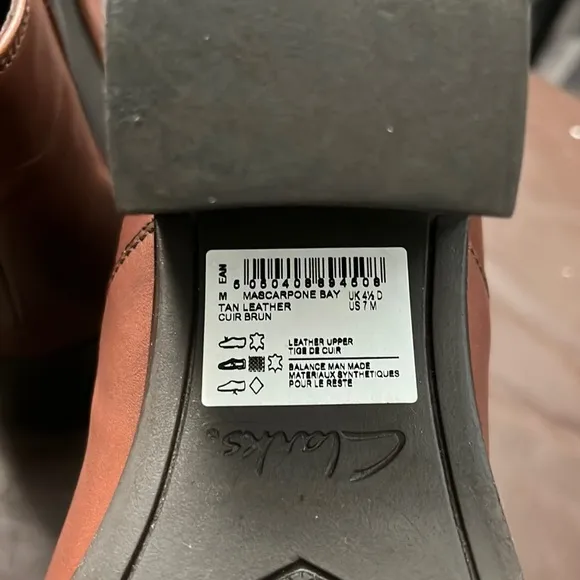 EAN
5 050408 894508
M MASCARPONE BAY UK 4½ D
TAN LEATHER US 7 M
CUIR BRUN
LEATHER UPPER
TIGE DE CUIR
BALANCE MAN MADE
MATERIAUX SYNTHETIQUES
POUR LE RESTE
Clarks